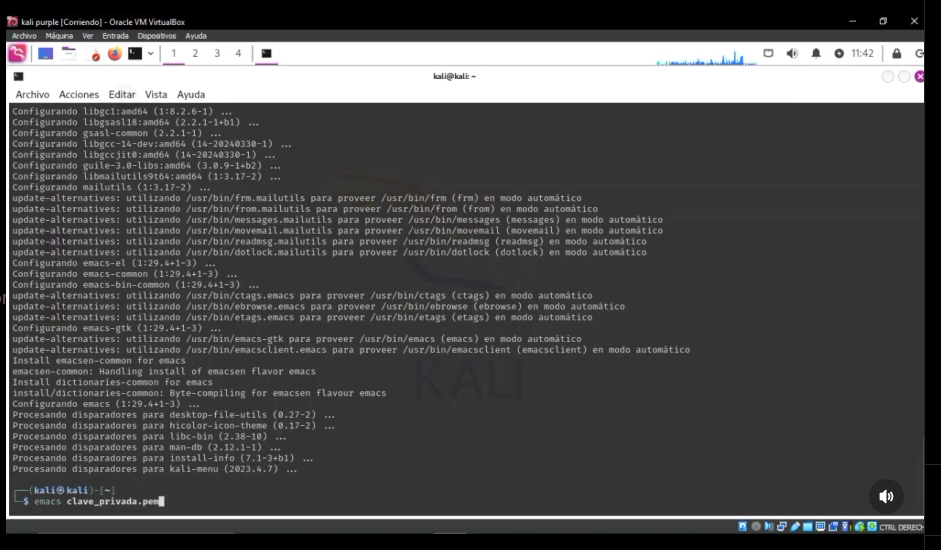 kali purple [Corriendo] - Oracle VM VirtualBox
Archivo Máquina Ver Entrada Dispositivos Ayuda
1 2 3 4 11:42
kali@kali: ~
Archivo Acciones Editar Vista Ayuda
Configurando libgc1:amd64 (1:8.2.6-1) ...
Configurando libgsasl18:amd64 (2.2.1-1+b1) ...
Configurando gsasl-common (2.2.1-1) ...
Configurando libgcc-14-dev:amd64 (14-20240330-1) ...
Configurando libgccjit0:amd64 (14-20240330-1) ...
Configurando guile-3.0-libs:amd64 (3.0.9-1+b2) ...
Configurando libmailutils9t64:amd64 (1:3.17-2) ...
Configurando mailutils (1:3.17-2) ...
update-alternatives: utilizando /usr/bin/frm.mailutils para proveer /usr/bin/frm (frm) en modo automático
update-alternatives: utilizando /usr/bin/from.mailutils para proveer /usr/bin/from (from) en modo automático
update-alternatives: utilizando /usr/bin/messages.mailutils para proveer /usr/bin/messages (messages) en modo automático
update-alternatives: utilizando /usr/bin/movemail.mailutils para proveer /usr/bin/movemail (movemail) en modo automático
update-alternatives: utilizando /usr/bin/readmsg.mailutils para proveer /usr/bin/readmsg (readmsg) en modo automático
update-alternatives: utilizando /usr/bin/dotlock.mailutils para proveer /usr/bin/dotlock (dotlock) en modo automático
Configurando emacs-el (1:29.4+1-3) ...
Configurando emacs-common (1:29.4+1-3) ...
Configurando emacs-bin-common (1:29.4+1-3) ...
update-alternatives: utilizando /usr/bin/ctags.emacs para proveer /usr/bin/ctags (ctags) en modo automático
update-alternatives: utilizando /usr/bin/ebrowse.emacs para proveer /usr/bin/ebrowse (ebrowse) en modo automático
update-alternatives: utilizando /usr/bin/etags.emacs para proveer /usr/bin/etags (etags) en modo automático
Configurando emacs-gtk (1:29.4+1-3) ...
update-alternatives: utilizando /usr/bin/emacs-gtk para proveer /usr/bin/emacs (emacs) en modo automático
update-alternatives: utilizando /usr/bin/emacsclient.emacs para proveer /usr/bin/emacsclient (emacsclient) en modo automático
Install emacsen-common for emacs
emacsen-common: Handling install of emacsen flavor emacs
Install dictionaries-common for emacs
install/dictionaries-common: Byte-compiling for emacsen flavour emacs
Configurando emacs (1:29.4+1-3) ...
Procesando disparadores para desktop-file-utils (0.27-2) ...
Procesando disparadores para hicolor-icon-theme (0.17-2) ...
Procesando disparadores para libc-bin (2.38-10) ...
Procesando disparadores para man-db (2.12.1-1) ...
Procesando disparadores para install-info (7.1-3+b1) ...
Procesando disparadores para kali-menu (2023.4.7) ...
(kali㉿kali)-[~]
$ emacs clave_privada.pem
KALI
CTRL DERECH